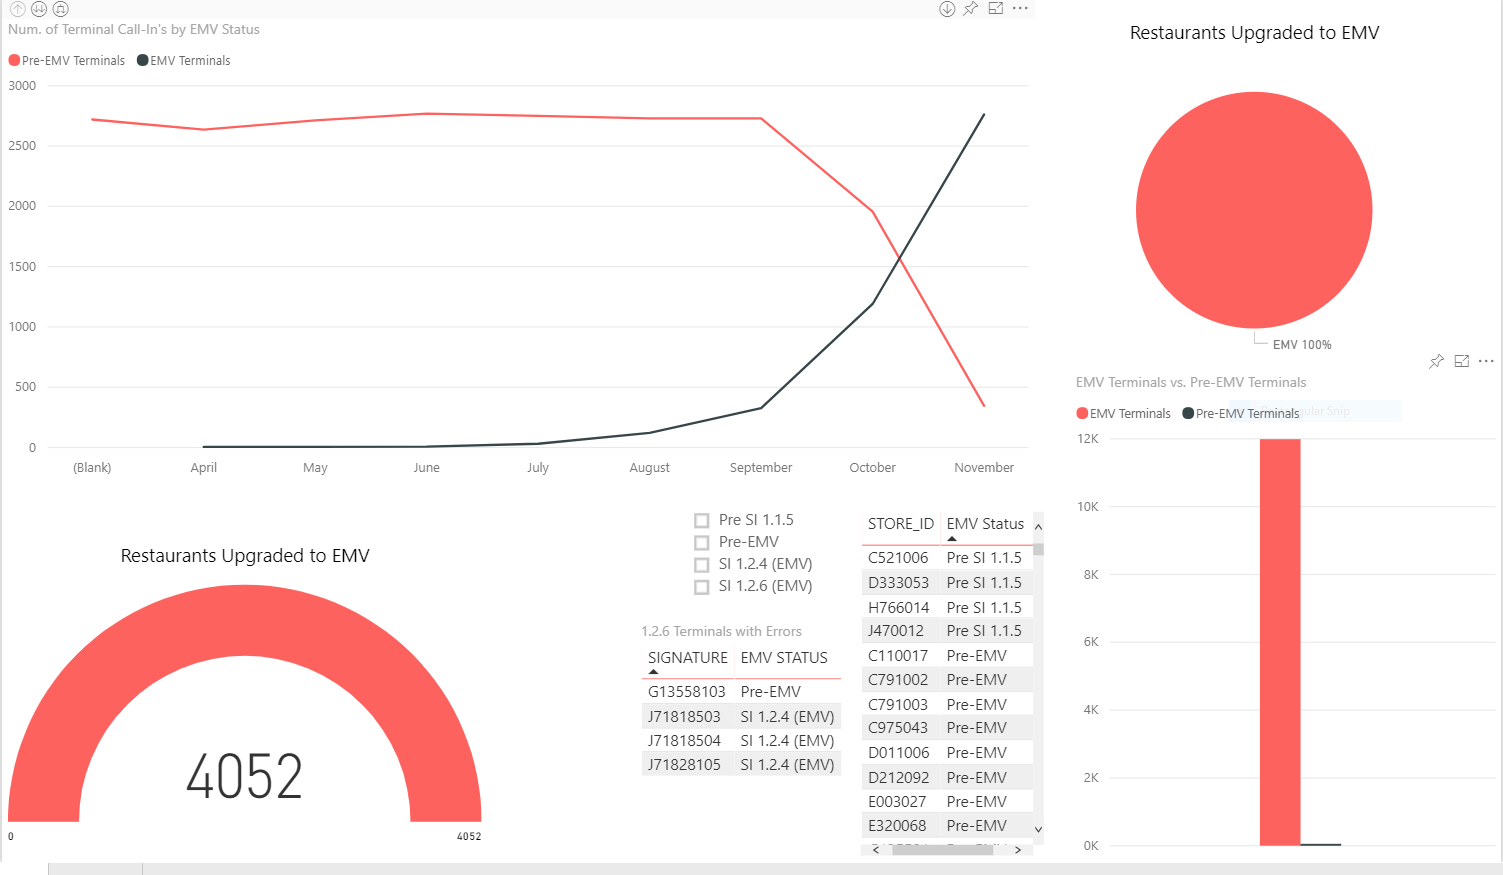 Num. of Terminal Call-In's by EMV Status
Pre-EMV Terminals EMV Terminals
3000
2500
2000
1500
1000
500
0
(Blank) April May June July August September October November
Restaurants Upgraded to EMV
EMV 100%
EMV Terminals vs. Pre-EMV Terminals
EMV Terminals Pre-EMV Terminals
Snip
12K
10K
8K
6K
4K
2K
0K
Restaurants Upgraded to EMV
4052
0 4052
Pre SI 1.1.5
Pre-EMV
SI 1.2.4 (EMV)
SI 1.2.6 (EMV)
1.2.6 Terminals with Errors
SIGNATURE EMV STATUS
G13558103 Pre-EMV
J71818503 SI 1.2.4 (EMV)
J71818504 SI 1.2.4 (EMV)
J71828105 SI 1.2.4 (EMV)
STORE_ID EMV Status
C521006 Pre SI 1.1.5
D333053 Pre SI 1.1.5
H766014 Pre SI 1.1.5
J470012 Pre SI 1.1.5
C110017 Pre-EMV
C791002 Pre-EMV
C791003 Pre-EMV
C975043 Pre-EMV
D011006 Pre-EMV
D212092 Pre-EMV
E003027 Pre-EMV
E320068 Pre-EMV